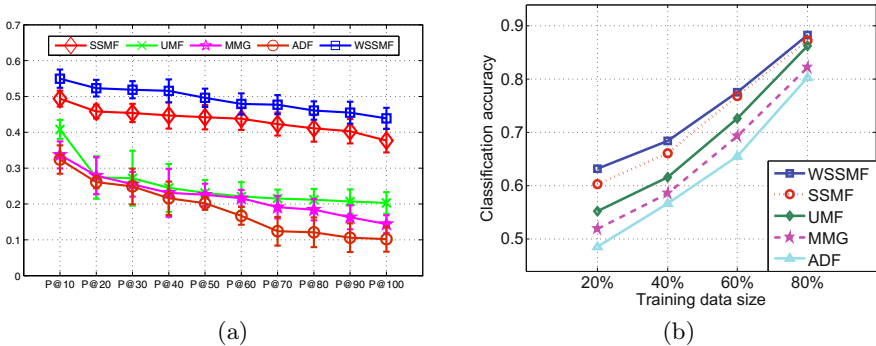 0.7
0.6
0.5
0.4
0.3
0.2
0.1
0
SSMF UMF MMG ADF WSSMF
P@10 P@20 P@30 P@40 P@50 P@60 P@70 P@80 P@90 P@100
(a)
Classification accuracy
0.9
0.8
0.7
0.6
0.5
WSSMF
SSMF
UMF
MMG
ADF
20% 40% 60% 80%
Training data size
(b)